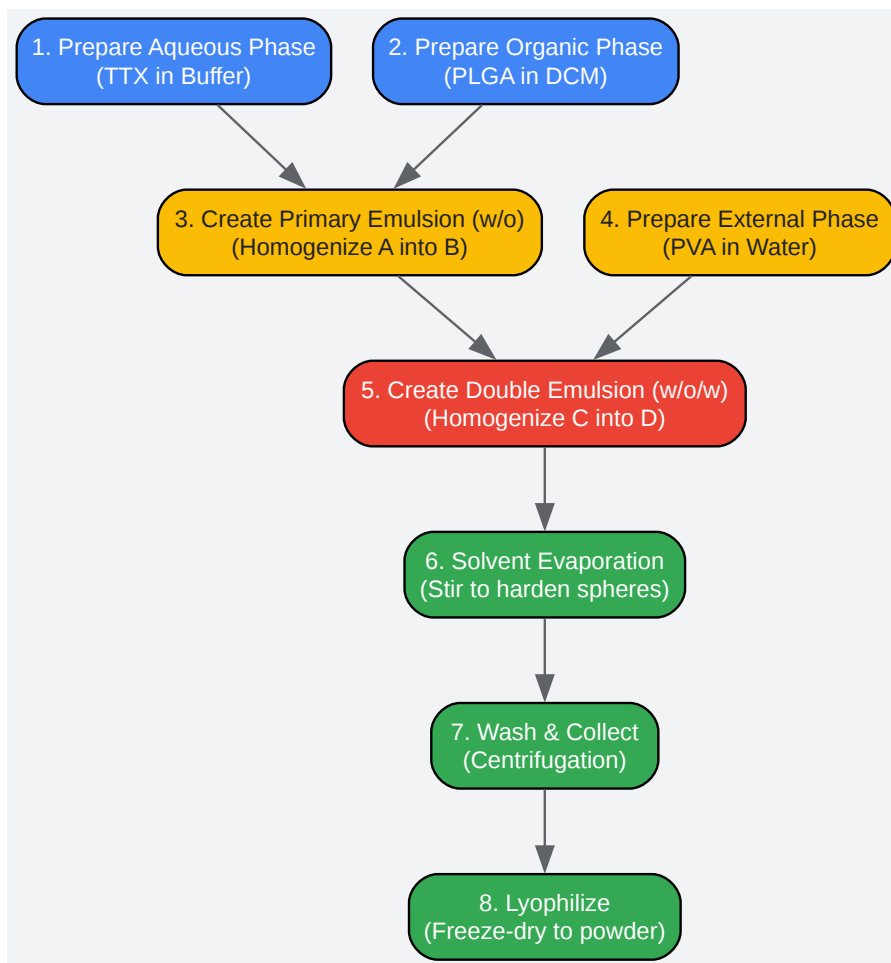 1. Prepare Aqueous Phase
(TTX in Buffer)
2. Prepare Organic Phase
(PLGA in DCM)
3. Create Primary Emulsion (w/o)
(Homogenize A into B)
4. Prepare External Phase
(PVA in Water)
5. Create Double Emulsion (w/o/w)
(Homogenize C into D)
6. Solvent Evaporation
(Stir to harden spheres)
7. Wash & Collect
(Centrifugation)
8. Lyophilize
(Freeze-dry to powder)